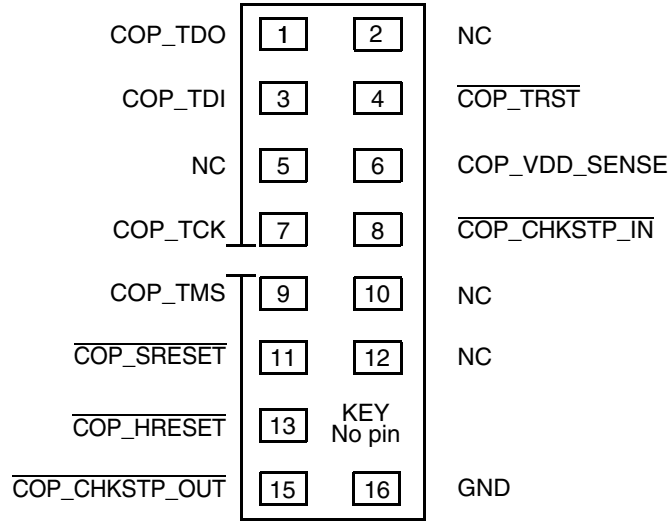 COP_TDO 1 2 NC
COP_TDI 3 4 COP_TRST
NC 5 6 COP_VDD_SENSE
COP_TCK 7 8 COP_CHKSTP_IN
COP_TMS 9 10 NC
COP_SRESET 11 12 NC
COP_HRESET 13 KEY
No pin
COP_CHKSTP_OUT 15 16 GND